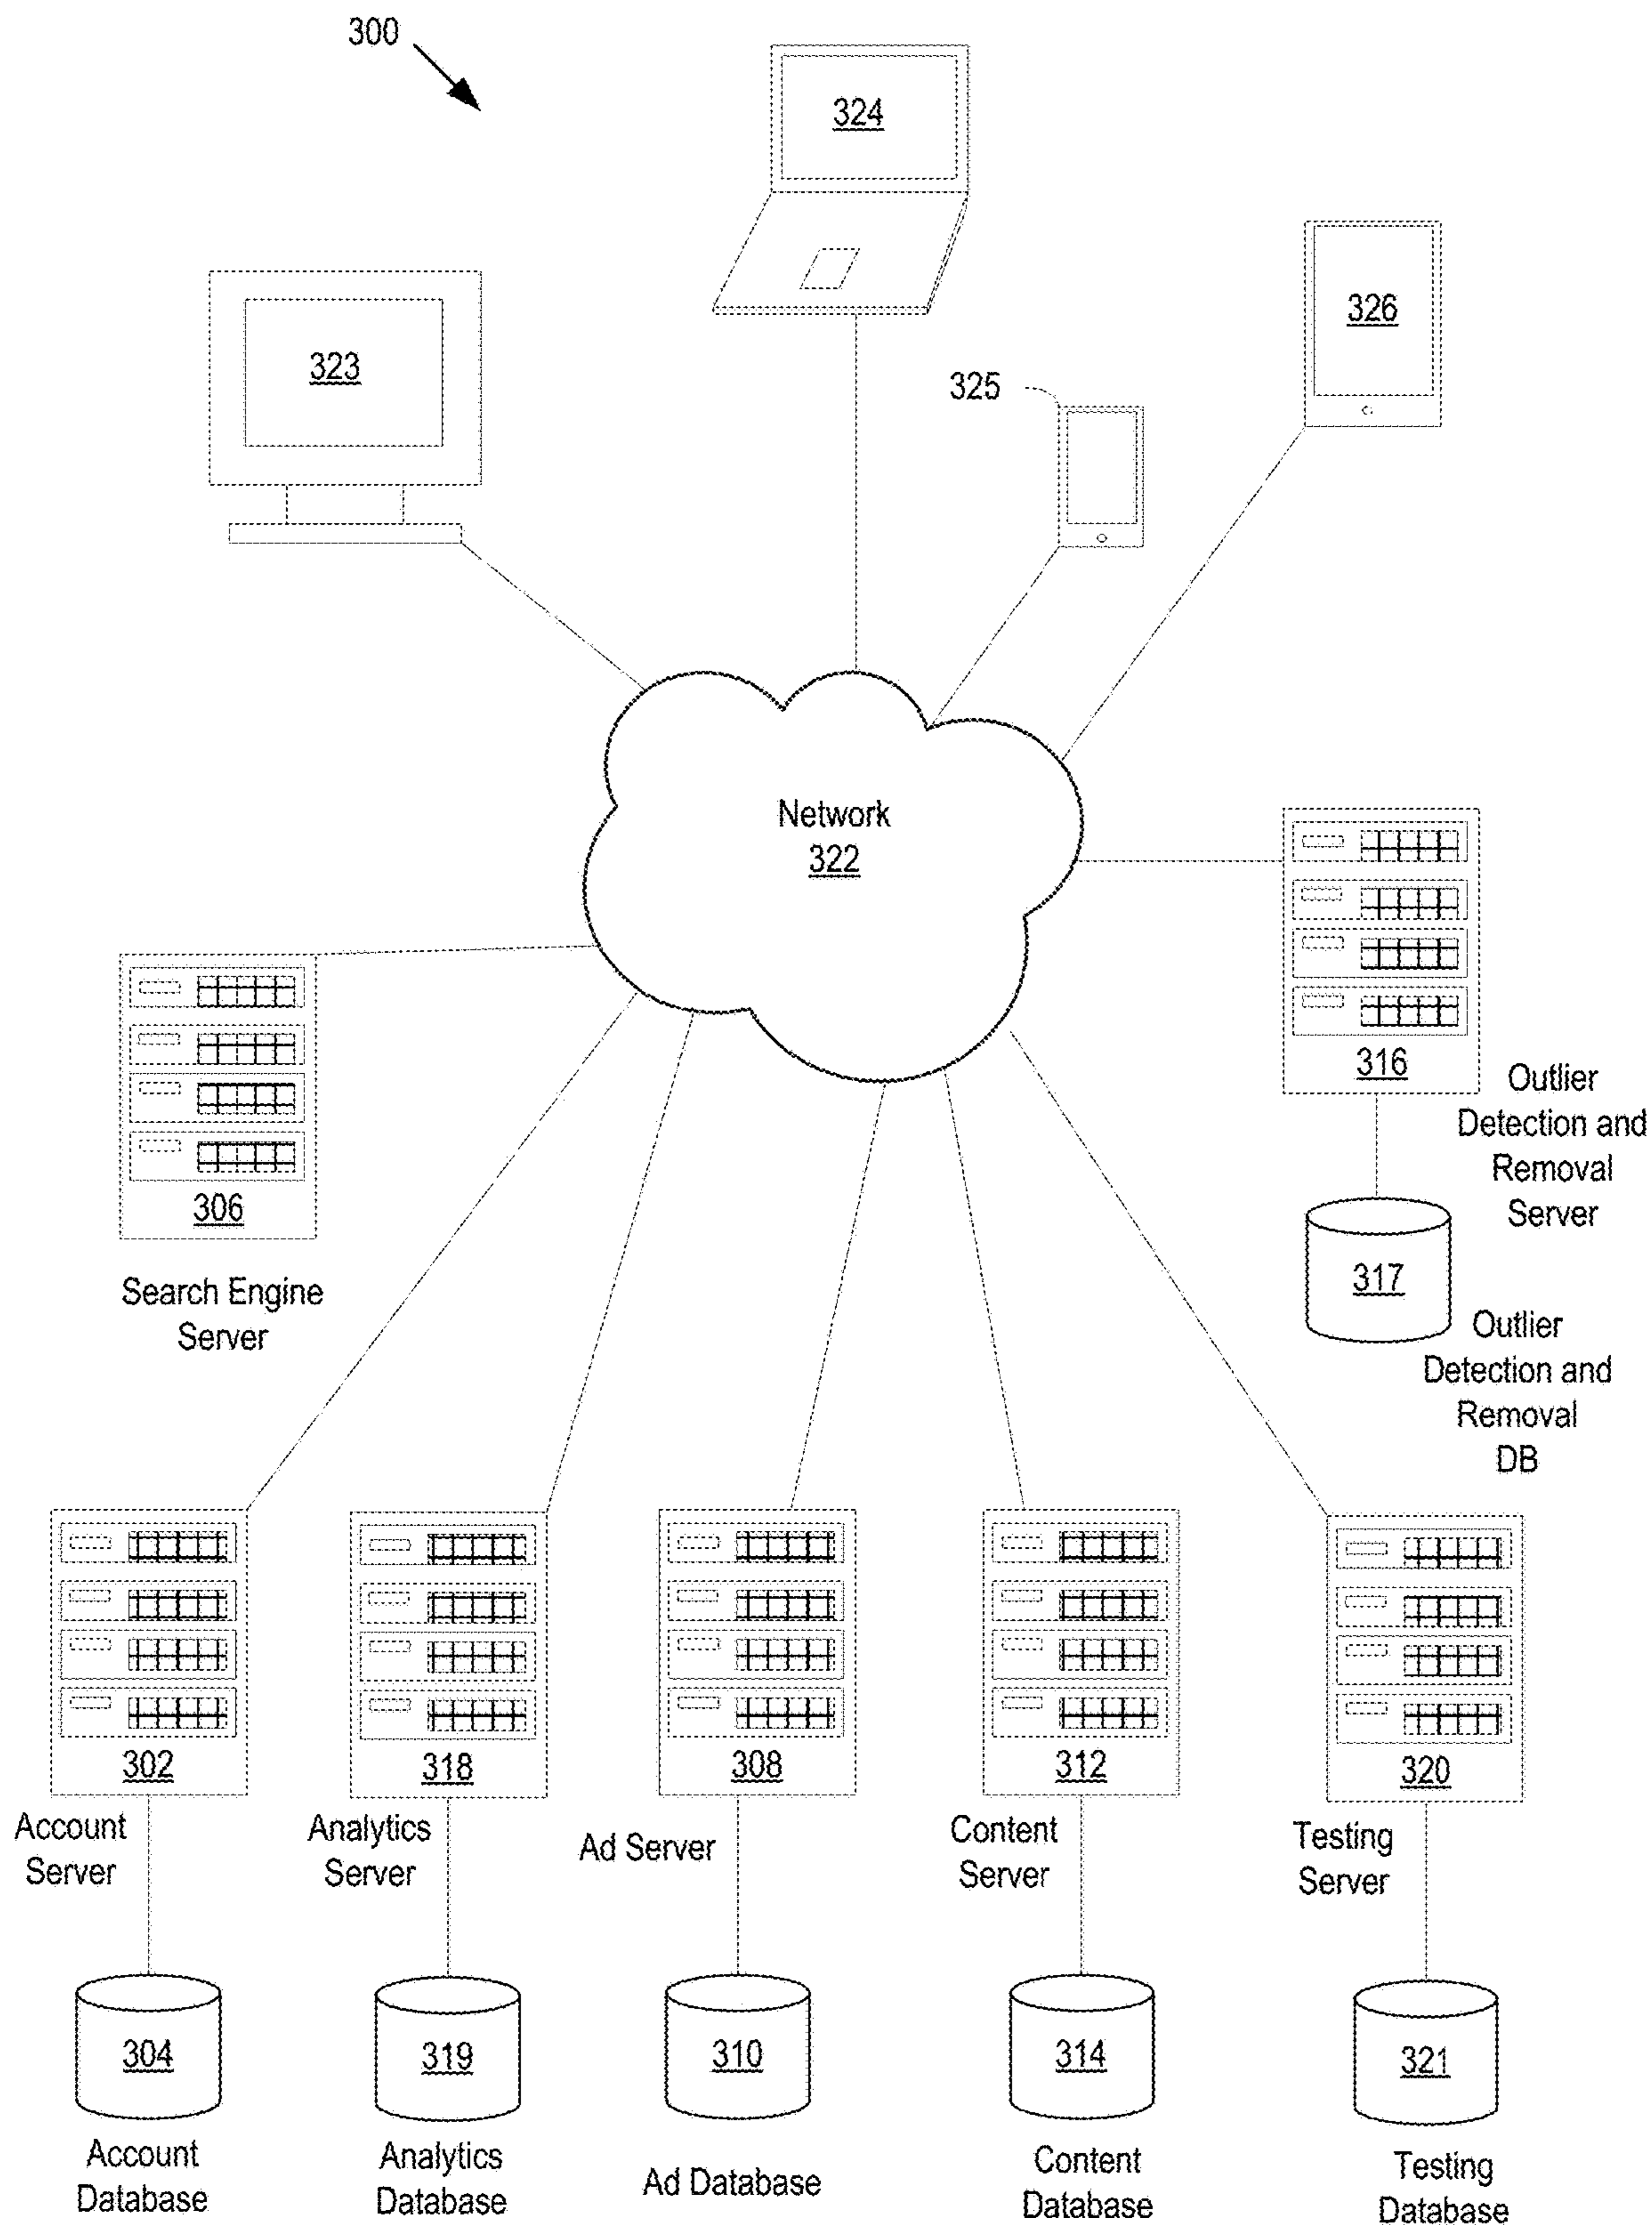 300
324
326
323
325
Network
322
316
Outlier
Detection and
Removal
Server
306
Search Engine
Server
317
Outlier
Detection and
Removal
DB
302
318
308
312
320
Account
Server
Analytics
Server
Ad Server
Content
Server
Testing
Server
304
319
310
314
321
Account
Database
Analytics
Database
Ad Database
Content
Database
Testing
Database